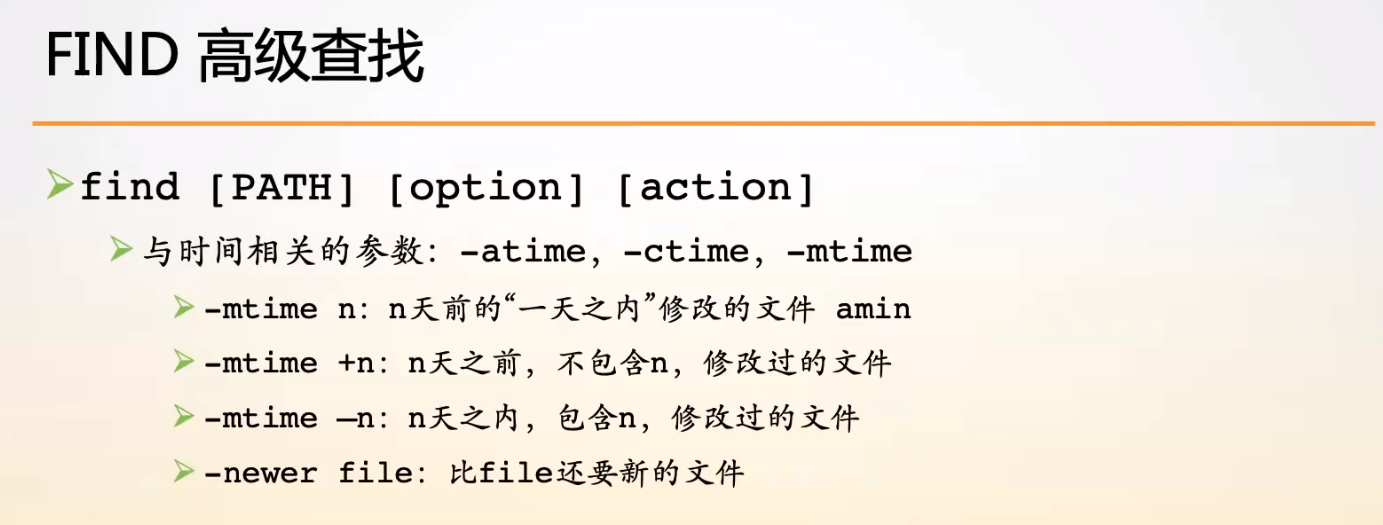 FIND 高级查找
find [PATH] [option] [action]
与时间相关的参数：-atime，-ctime，-mtime
-mtime n：n天前的“一天之内”修改的文件 amin
-mtime +n：n天之前，不包含n，修改过的文件
-mtime —n：n天之内，包含n，修改过的文件
-newer file：比file还要新的文件